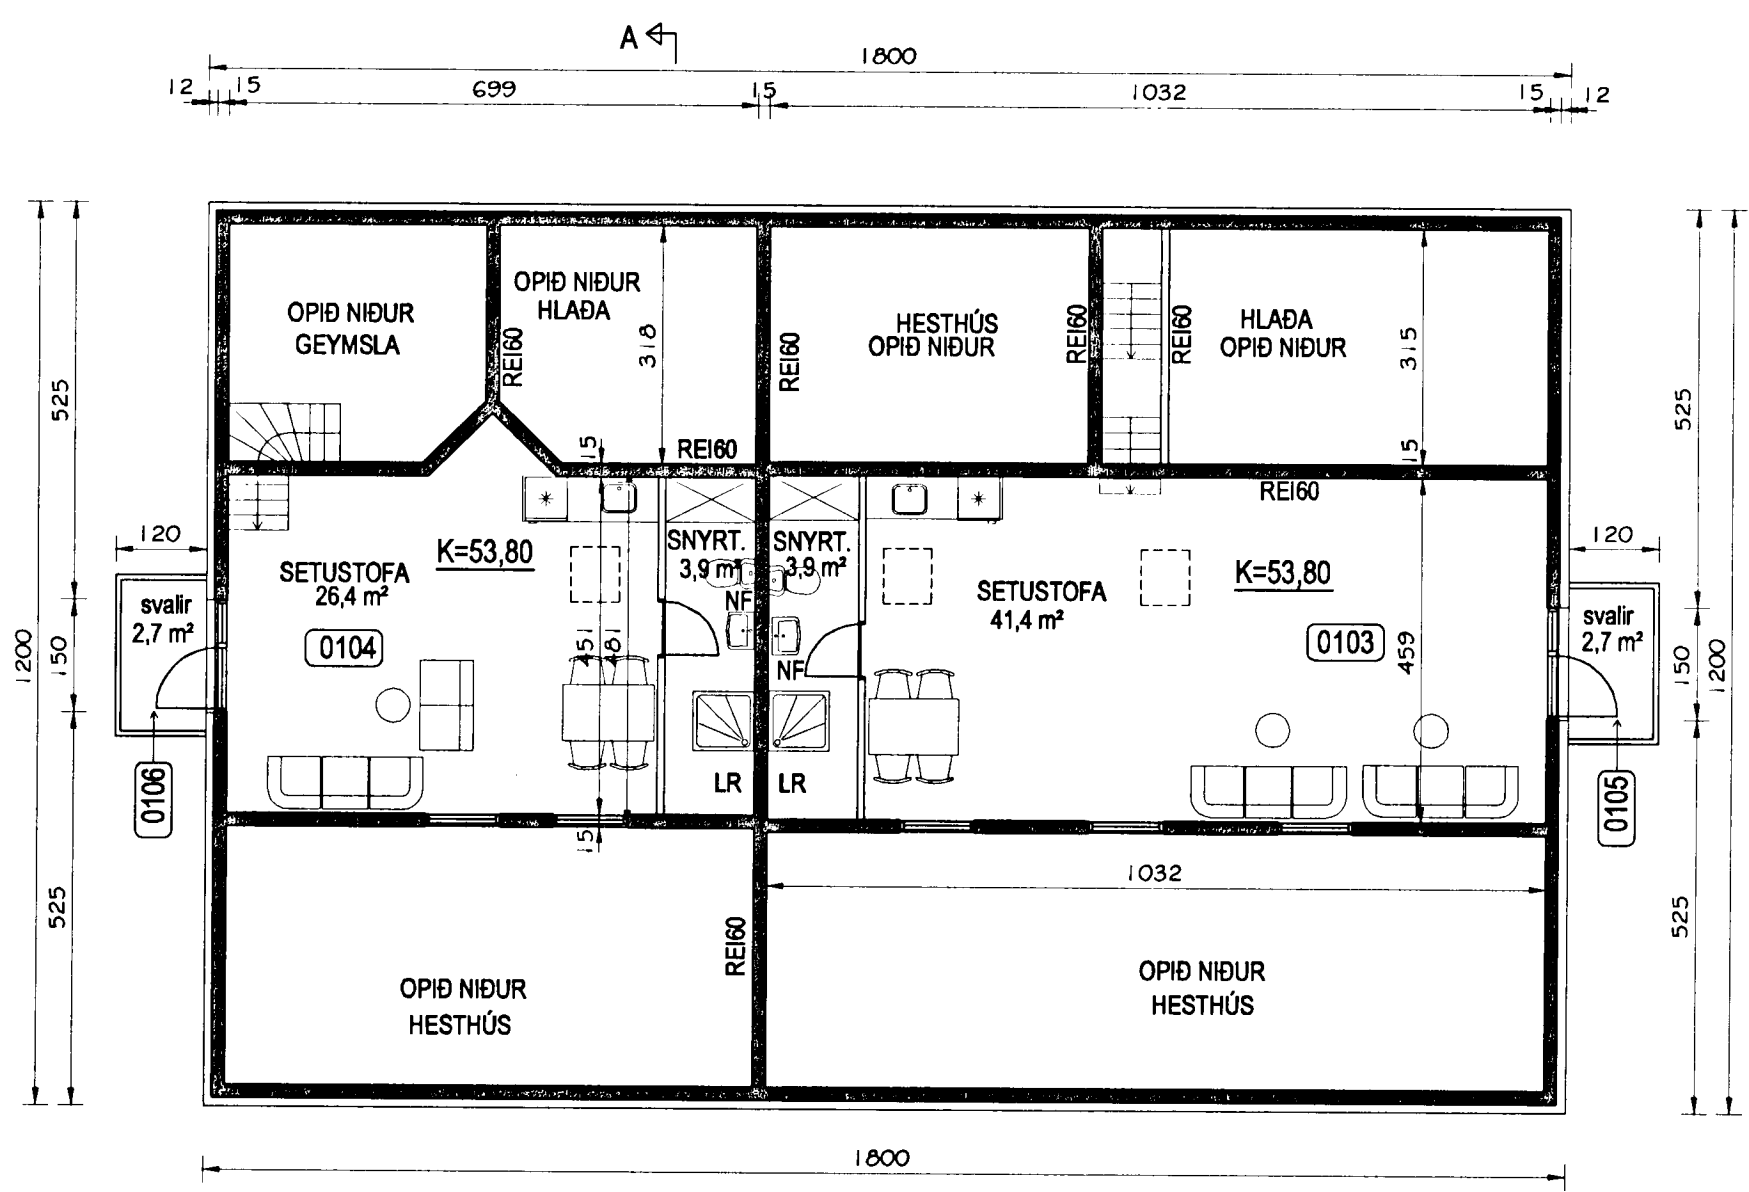 A
1800
12
15
699
15
1032
15
12
OPIÐ NIÐUR
GEYMSLA
OPIÐ NIÐUR
HLAÐA
REI60
318
REI60
HESTHÚS
OPIÐ NIÐUR
REI60
REI60
HLAÐA
OPIÐ NIÐUR
315
525
525
15
REI60
15
REI60
120
K=53,80
SETUSTOFA
26,4 m²
0104
SNYRT.
3,9 m²
NF
SNYRT.
3,9 m²
NF
SETUSTOFA
41,4 m²
K=53,80
0103
120
svalir
2,7 m²
svalir
2,7 m²
1200
150
451
481
459
150
1200
0106
LR
LR
0105
15
1032
525
REI60
525
OPIÐ NIÐUR
HESTHÚS
OPIÐ NIÐUR
HESTHÚS
1800